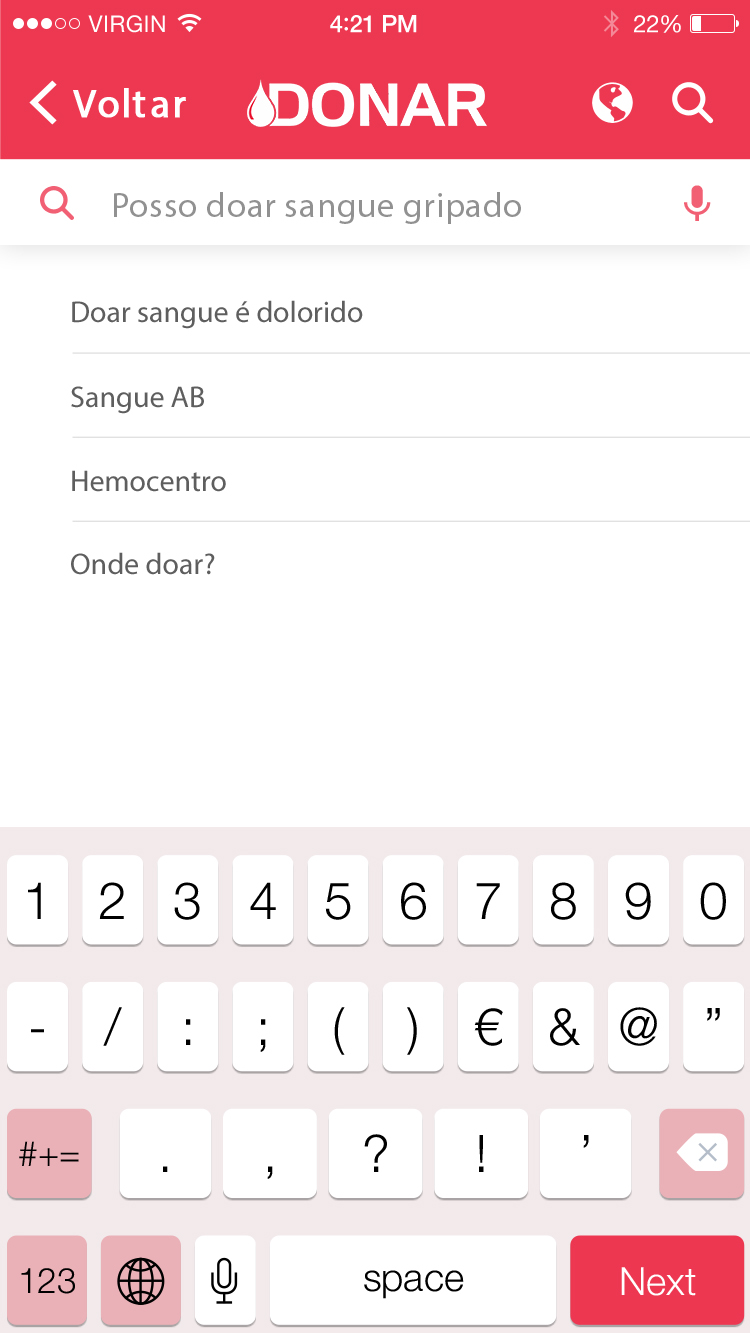 VIRGIN 4:21 PM 22%
Voltar DONAR
Posso doar sangue gripado
Doar sangue é dolorido
Sangue AB
Hemocentro
Onde doar?
1 2 3 4 5 6 7 8 9 0
- / : ; ( ) € & @ ”
#+= . , ? ! ’
123 space Next